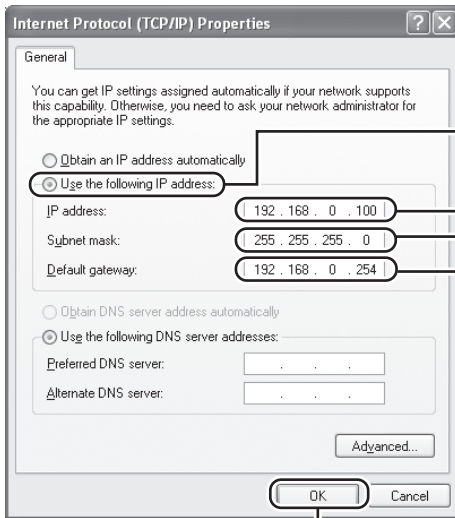 Internet Protocol (TCP/IP) Properties
General
You can get IP settings assigned automatically if your network supports
this capability. Otherwise, you need to ask your network administrator for
the appropriate IP settings.
Obtain an IP address automatically
Use the following IP address:
IP address: 192 . 168 . 0 . 100
Subnet mask: 255 . 255 . 255 . 0
Default gateway: 192 . 168 . 0 . 254
Obtain DNS server address automatically
Use the following DNS server addresses:
Preferred DNS server: . . .
Alternate DNS server: . . .
Advanced...
OK Cancel